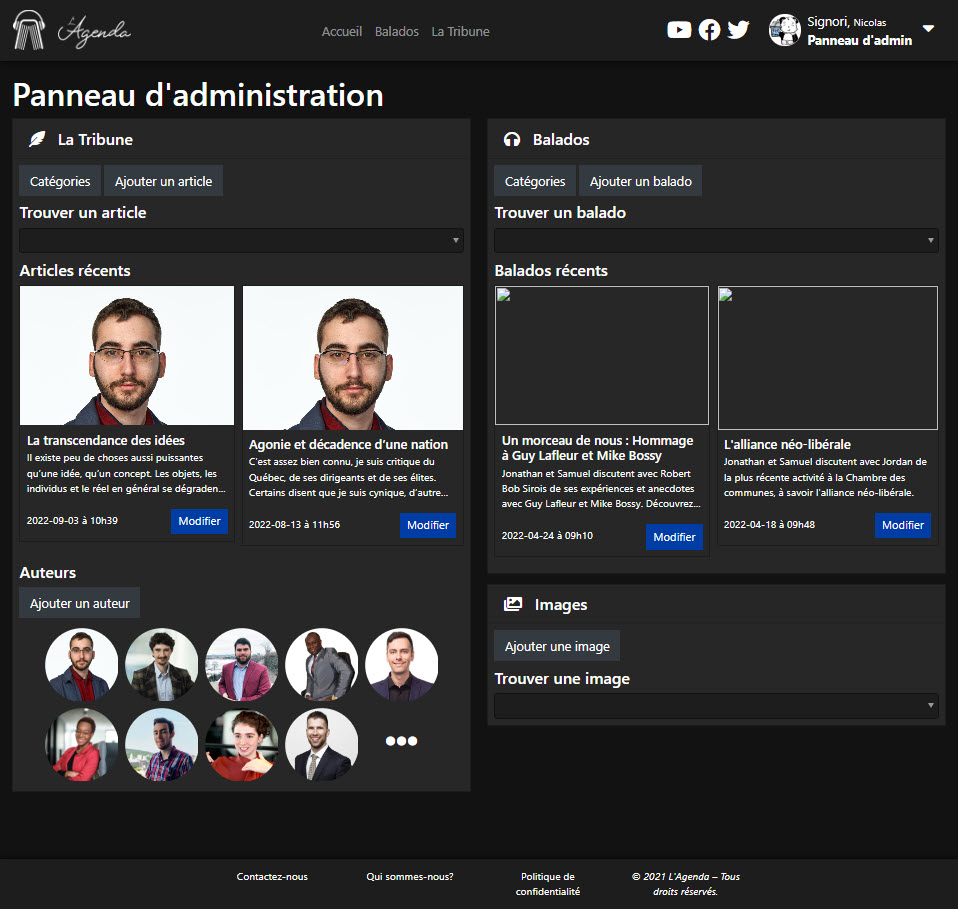 L'Agenda
Accueil Balados La Tribune
Signori, Nicolas
Panneau d'admin
Panneau d'administration
La Tribune
Catégories Ajouter un article
Trouver un article
Articles récents
La transcendance des idées
Il existe peu de choses aussi puissantes
qu'une idée, qu'un concept. Les objets, les
individus et le réel en général se dégraden...
2022-09-03 à 10h39 Modifier
Agonie et décadence d'une nation
C'est assez bien connu, je suis critique du
Québec, de ses dirigeants et de ses élites.
Certains disent que je suis cynique, d'autre...
2022-08-13 à 11h56 Modifier
Auteurs
Ajouter un auteur
Balados
Catégories Ajouter un balado
Trouver un balado
Balados récents
Un morceau de nous : Hommage
à Guy Lafleur et Mike Bossy
Jonathan et Samuel discutent avec Robert
Bob Sirois de ses expériences et anecdotes
avec Guy Lafleur et Mike Bossy. Découvrez...
2022-04-24 à 09h10 Modifier
L'alliance néo-libérale
Jonathan et Samuel discutent avec Jordan de
la plus récente activité à la Chambre des
communes, à savoir l'alliance néo-libérale.
2022-04-18 à 09h48 Modifier
Images
Ajouter une image
Trouver une image
Contactez-nous
Qui sommes-nous?
Politique de
confidentialité
© 2021 L'Agenda – Tous
droits réservés.